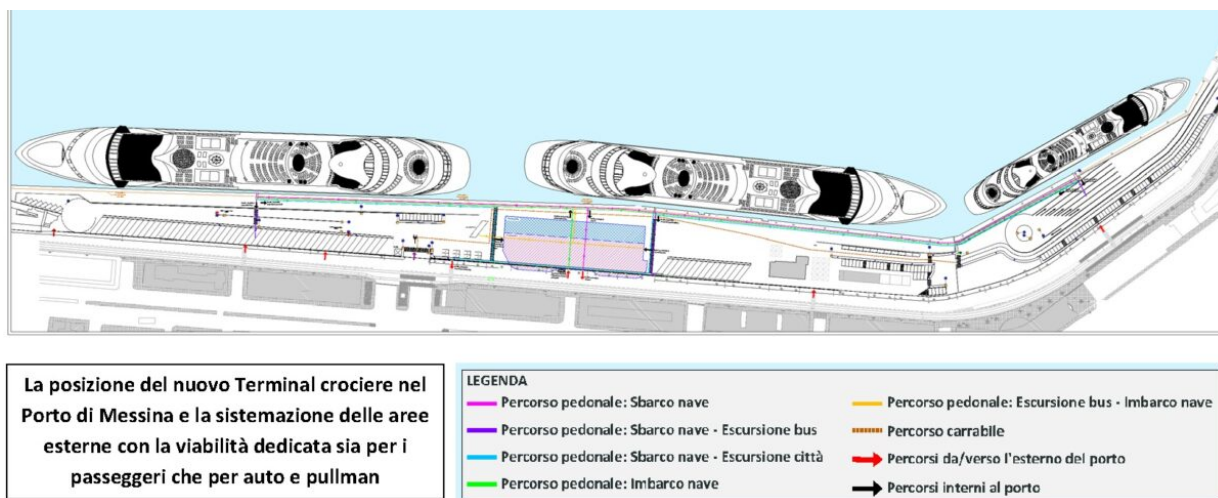 La posizione del nuovo Terminal crociere nel
Porto di Messina e la sistemazione delle aree
esterne con la viabilità dedicata sia per i
passeggeri che per auto e pullman
LEGENDA
Percorso pedonale: Sbarco nave
Percorso pedonale: Sbarco nave - Escursione bus
Percorso pedonale: Sbarco nave - Escursione città
Percorso pedonale: Imbarco nave
Percorso pedonale: Escursione bus - Imbarco nave
Percorso carrabile
Percorsi da/verso l'esterno del porto
Percorsi interni al porto